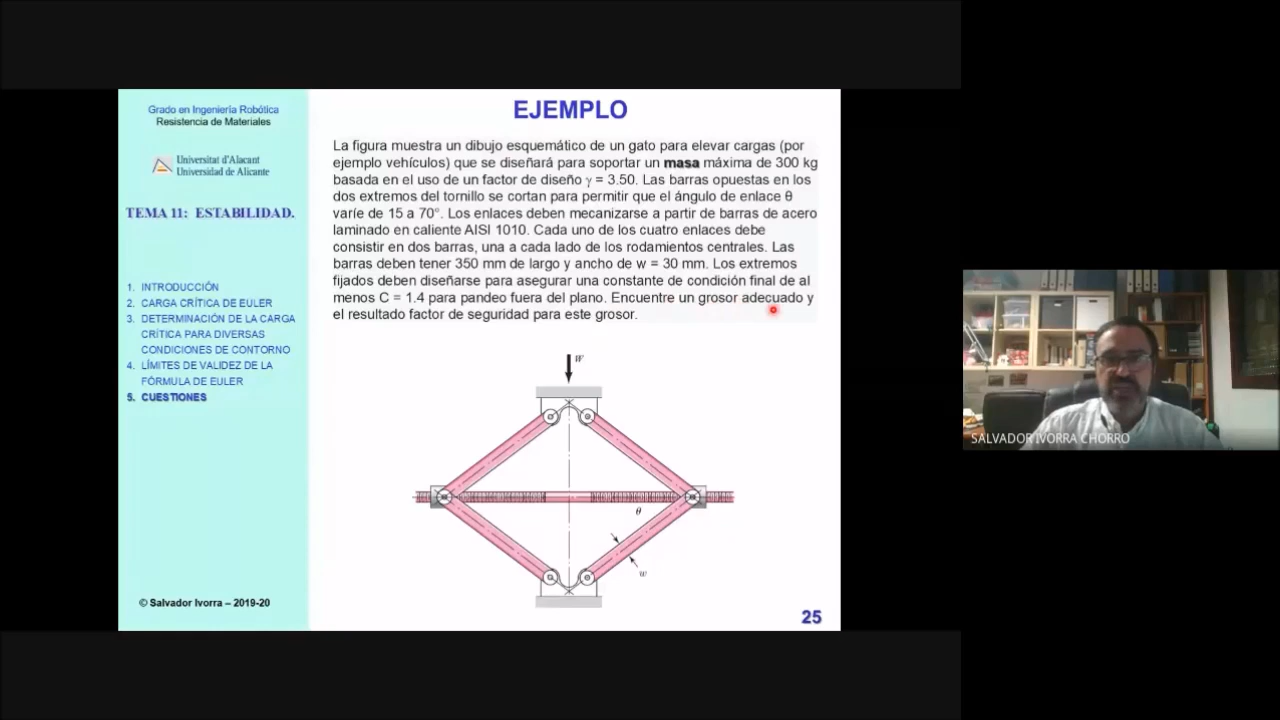 Grado en Ingeniería Robótica
Resistencia de Materiales
Universitat d'Alacant
Universidad de Alicante
TEMA 11: ESTABILIDAD.
1. INTRODUCCIÓN
2. CARGA CRÍTICA DE EULER
3. DETERMINACIÓN DE LA CARGA
CRÍTICA PARA DIVERSAS
CONDICIONES DE CONTORNO
4. LÍMITES DE VALIDEZ DE LA
FÓRMULA DE EULER
5. CUESTIONES
© Salvador Ivorra – 2019-20
EJEMPLO
La figura muestra un dibujo esquemático de un gato para elevar cargas (por
ejemplo vehículos) que se diseñará para soportar un masa máxima de 300 kg
basada en el uso de un factor de diseño γ = 3.50. Las barras opuestas en los
dos extremos del tornillo se cortan para permitir que el ángulo de enlace θ
varíe de 15 a 70°. Los enlaces deben mecanizarse a partir de barras de acero
laminado en caliente AISI 1010. Cada uno de los cuatro enlaces debe
consistir en dos barras, una a cada lado de los rodamientos centrales. Las
barras deben tener 350 mm de largo y ancho de w = 30 mm. Los extremos
fijados deben diseñarse para asegurar una constante de condición final de al
menos C = 1.4 para pandeo fuera del plano. Encuentre un grosor adecuado y
el resultado factor de seguridad para este grosor.
W
θ
w
25
SALVADOR IVORRA CHORRO